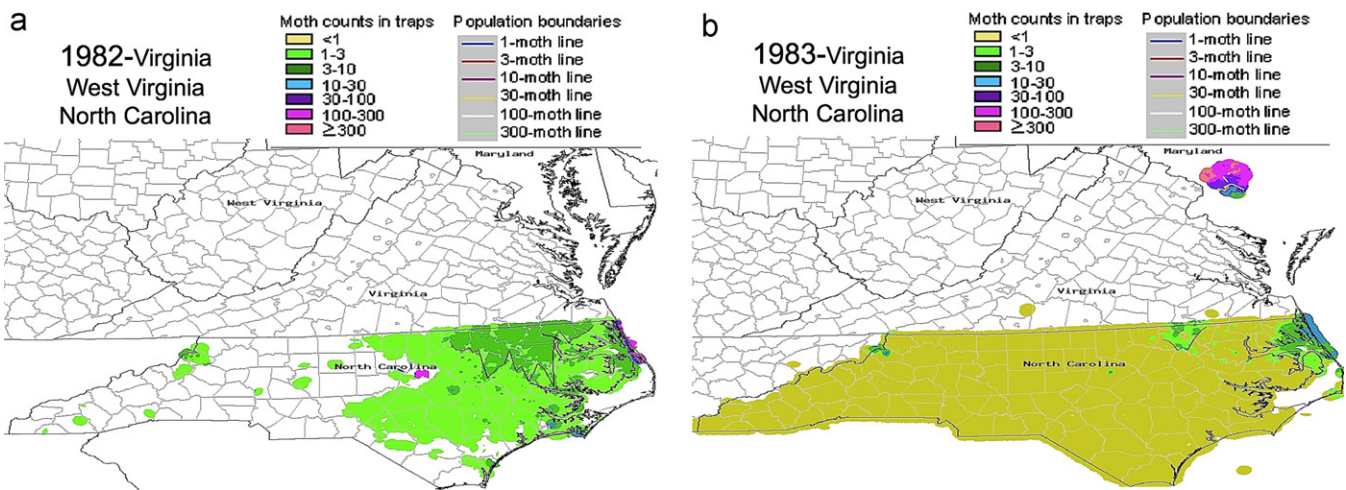 a
1982-Virginia
West Virginia
North Carolina
Moth counts in traps
<1
1-3
3-10
10-30
30-100
100-300
≥300
Population boundaries
1-moth line
3-moth line
10-moth line
30-moth line
100-moth line
300-moth line
Maryland
West Virginia
Virginia
North Carolina
b
1983-Virginia
West Virginia
North Carolina
Moth counts in traps
<1
1-3
3-10
10-30
30-100
100-300
≥300
Population boundaries
1-moth line
3-moth line
10-moth line
30-moth line
100-moth line
300-moth line
Maryland
West Virginia
Virginia
North Carolina